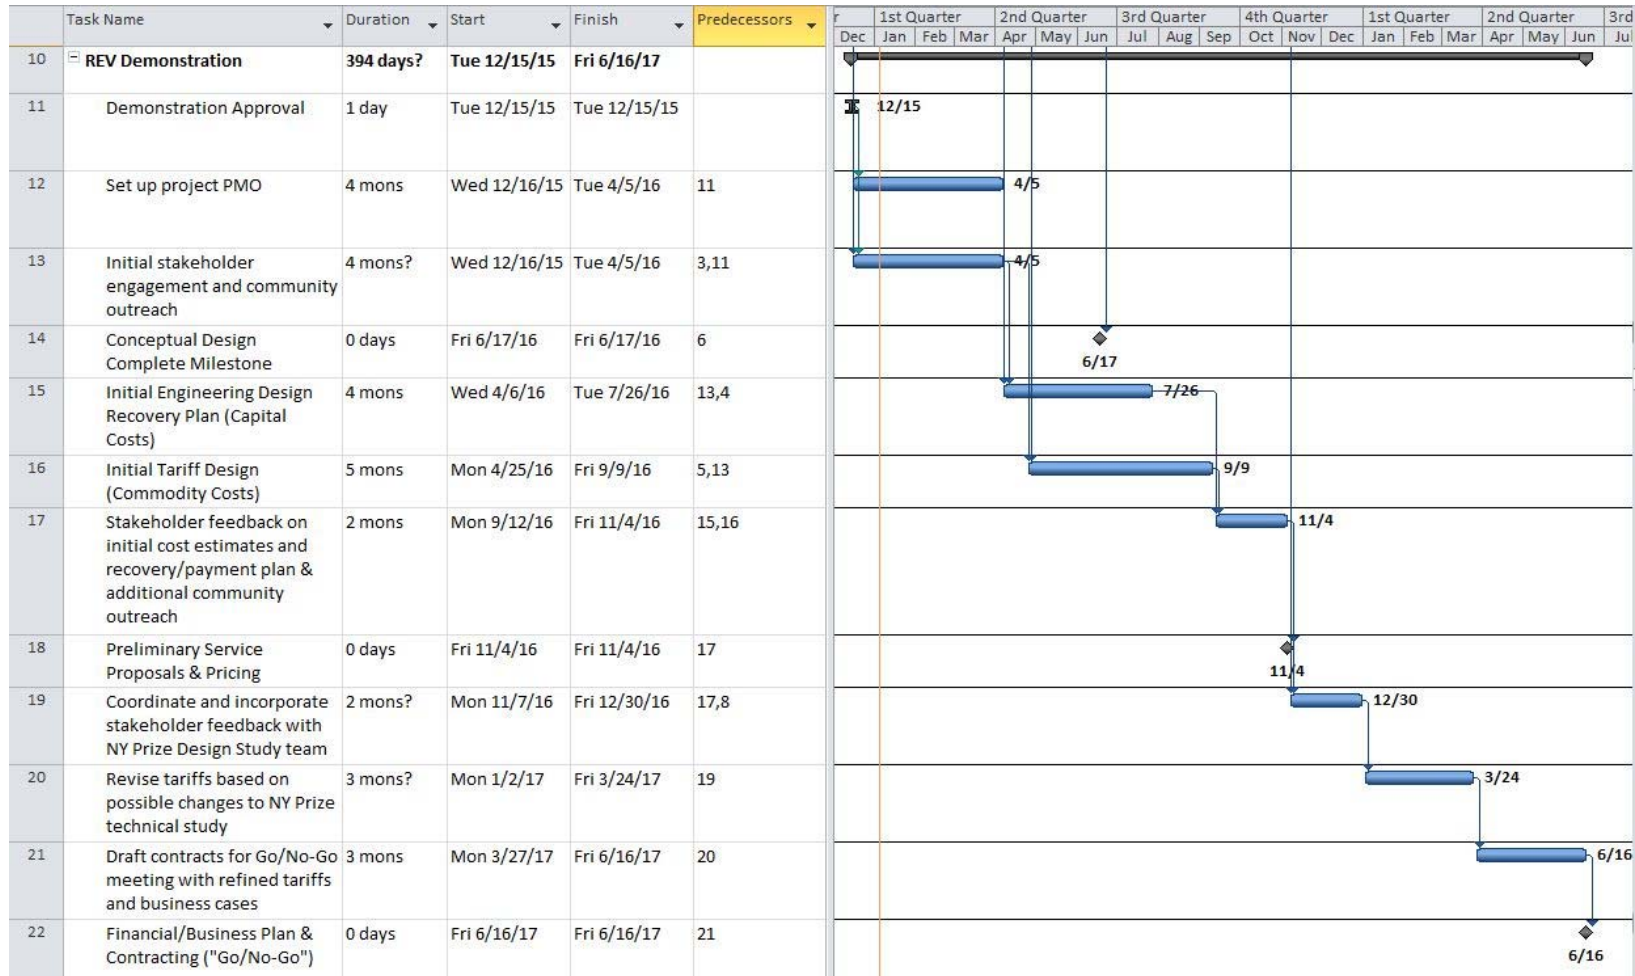 Task Name Duration Start Finish Predecessors
r 1st Quarter 2nd Quarter 3rd Quarter 4th Quarter 1st Quarter 2nd Quarter 3rd
Dec Jan Feb Mar Apr May Jun Jul Aug Sep Oct Nov Dec Jan Feb Mar Apr May Jun Ju
10 REV Demonstration 394 days? Tue 12/15/15 Fri 6/16/17
11 Demonstration Approval 1 day Tue 12/15/15 Tue 12/15/15 12/15
12 Set up project PMO 4 mons Wed 12/16/15 Tue 4/5/16 11 4/5
13 Initial stakeholder 4 mons? Wed 12/16/15 Tue 4/5/16 3,11 4/5
engagement and community
outreach
14 Conceptual Design 0 days Fri 6/17/16 Fri 6/17/16 6
Complete Milestone 6/17
15 Initial Engineering Design 4 mons Wed 4/6/16 Tue 7/26/16 13,4 7/26
Recovery Plan (Capital
Costs)
16 Initial Tariff Design 5 mons Mon 4/25/16 Fri 9/9/16 5,13 9/9
(Commodity Costs)
17 Stakeholder feedback on 2 mons Mon 9/12/16 Fri 11/4/16 15,16 11/4
initial cost estimates and
recovery/payment plan &
additional community
outreach
18 Preliminary Service 0 days Fri 11/4/16 Fri 11/4/16 17
Proposals & Pricing 11/4
19 Coordinate and incorporate 2 mons? Mon 11/7/16 Fri 12/30/16 17,8 12/30
stakeholder feedback with
NY Prize Design Study team
20 Revise tariffs based on 3 mons? Mon 1/2/17 Fri 3/24/17 19 3/24
possible changes to NY Prize
technical study
21 Draft contracts for Go/No-Go 3 mons Mon 3/27/17 Fri 6/16/17 20 6/16
meeting with refined tariffs
and business cases
22 Financial/Business Plan & 0 days Fri 6/16/17 Fri 6/16/17 21
Contracting ("Go/No-Go") 6/16